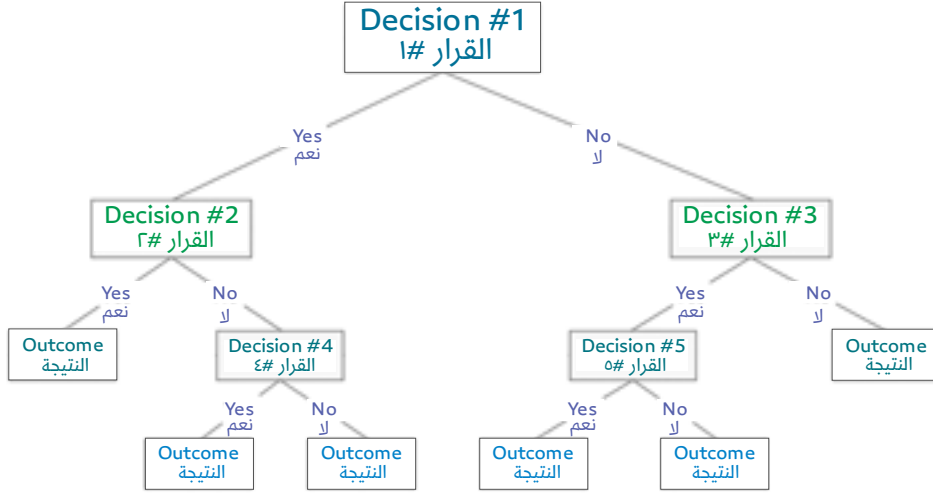 Decision #1
القرار #١
Yes
نعم
No
لا
Decision #2
القرار #٢
Decision #3
القرار #٣
Yes
نعم
No
لا
Yes
نعم
No
لا
Outcome
النتيجة
Decision #4
القرار #٤
Decision #5
القرار #٥
Outcome
النتيجة
Yes
نعم
No
لا
Yes
نعم
No
لا
Outcome
النتيجة
Outcome
النتيجة
Outcome
النتيجة
Outcome
النتيجة